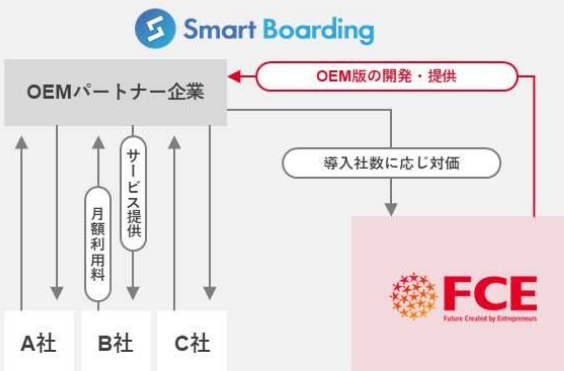 Smart Boarding
OEM版の開発・提供
OEMパートナー企業
導入社数に応じ対価
サービス提供
月額利用料
FCE
Future Created by Entrepreneurs
A社
B社
C社